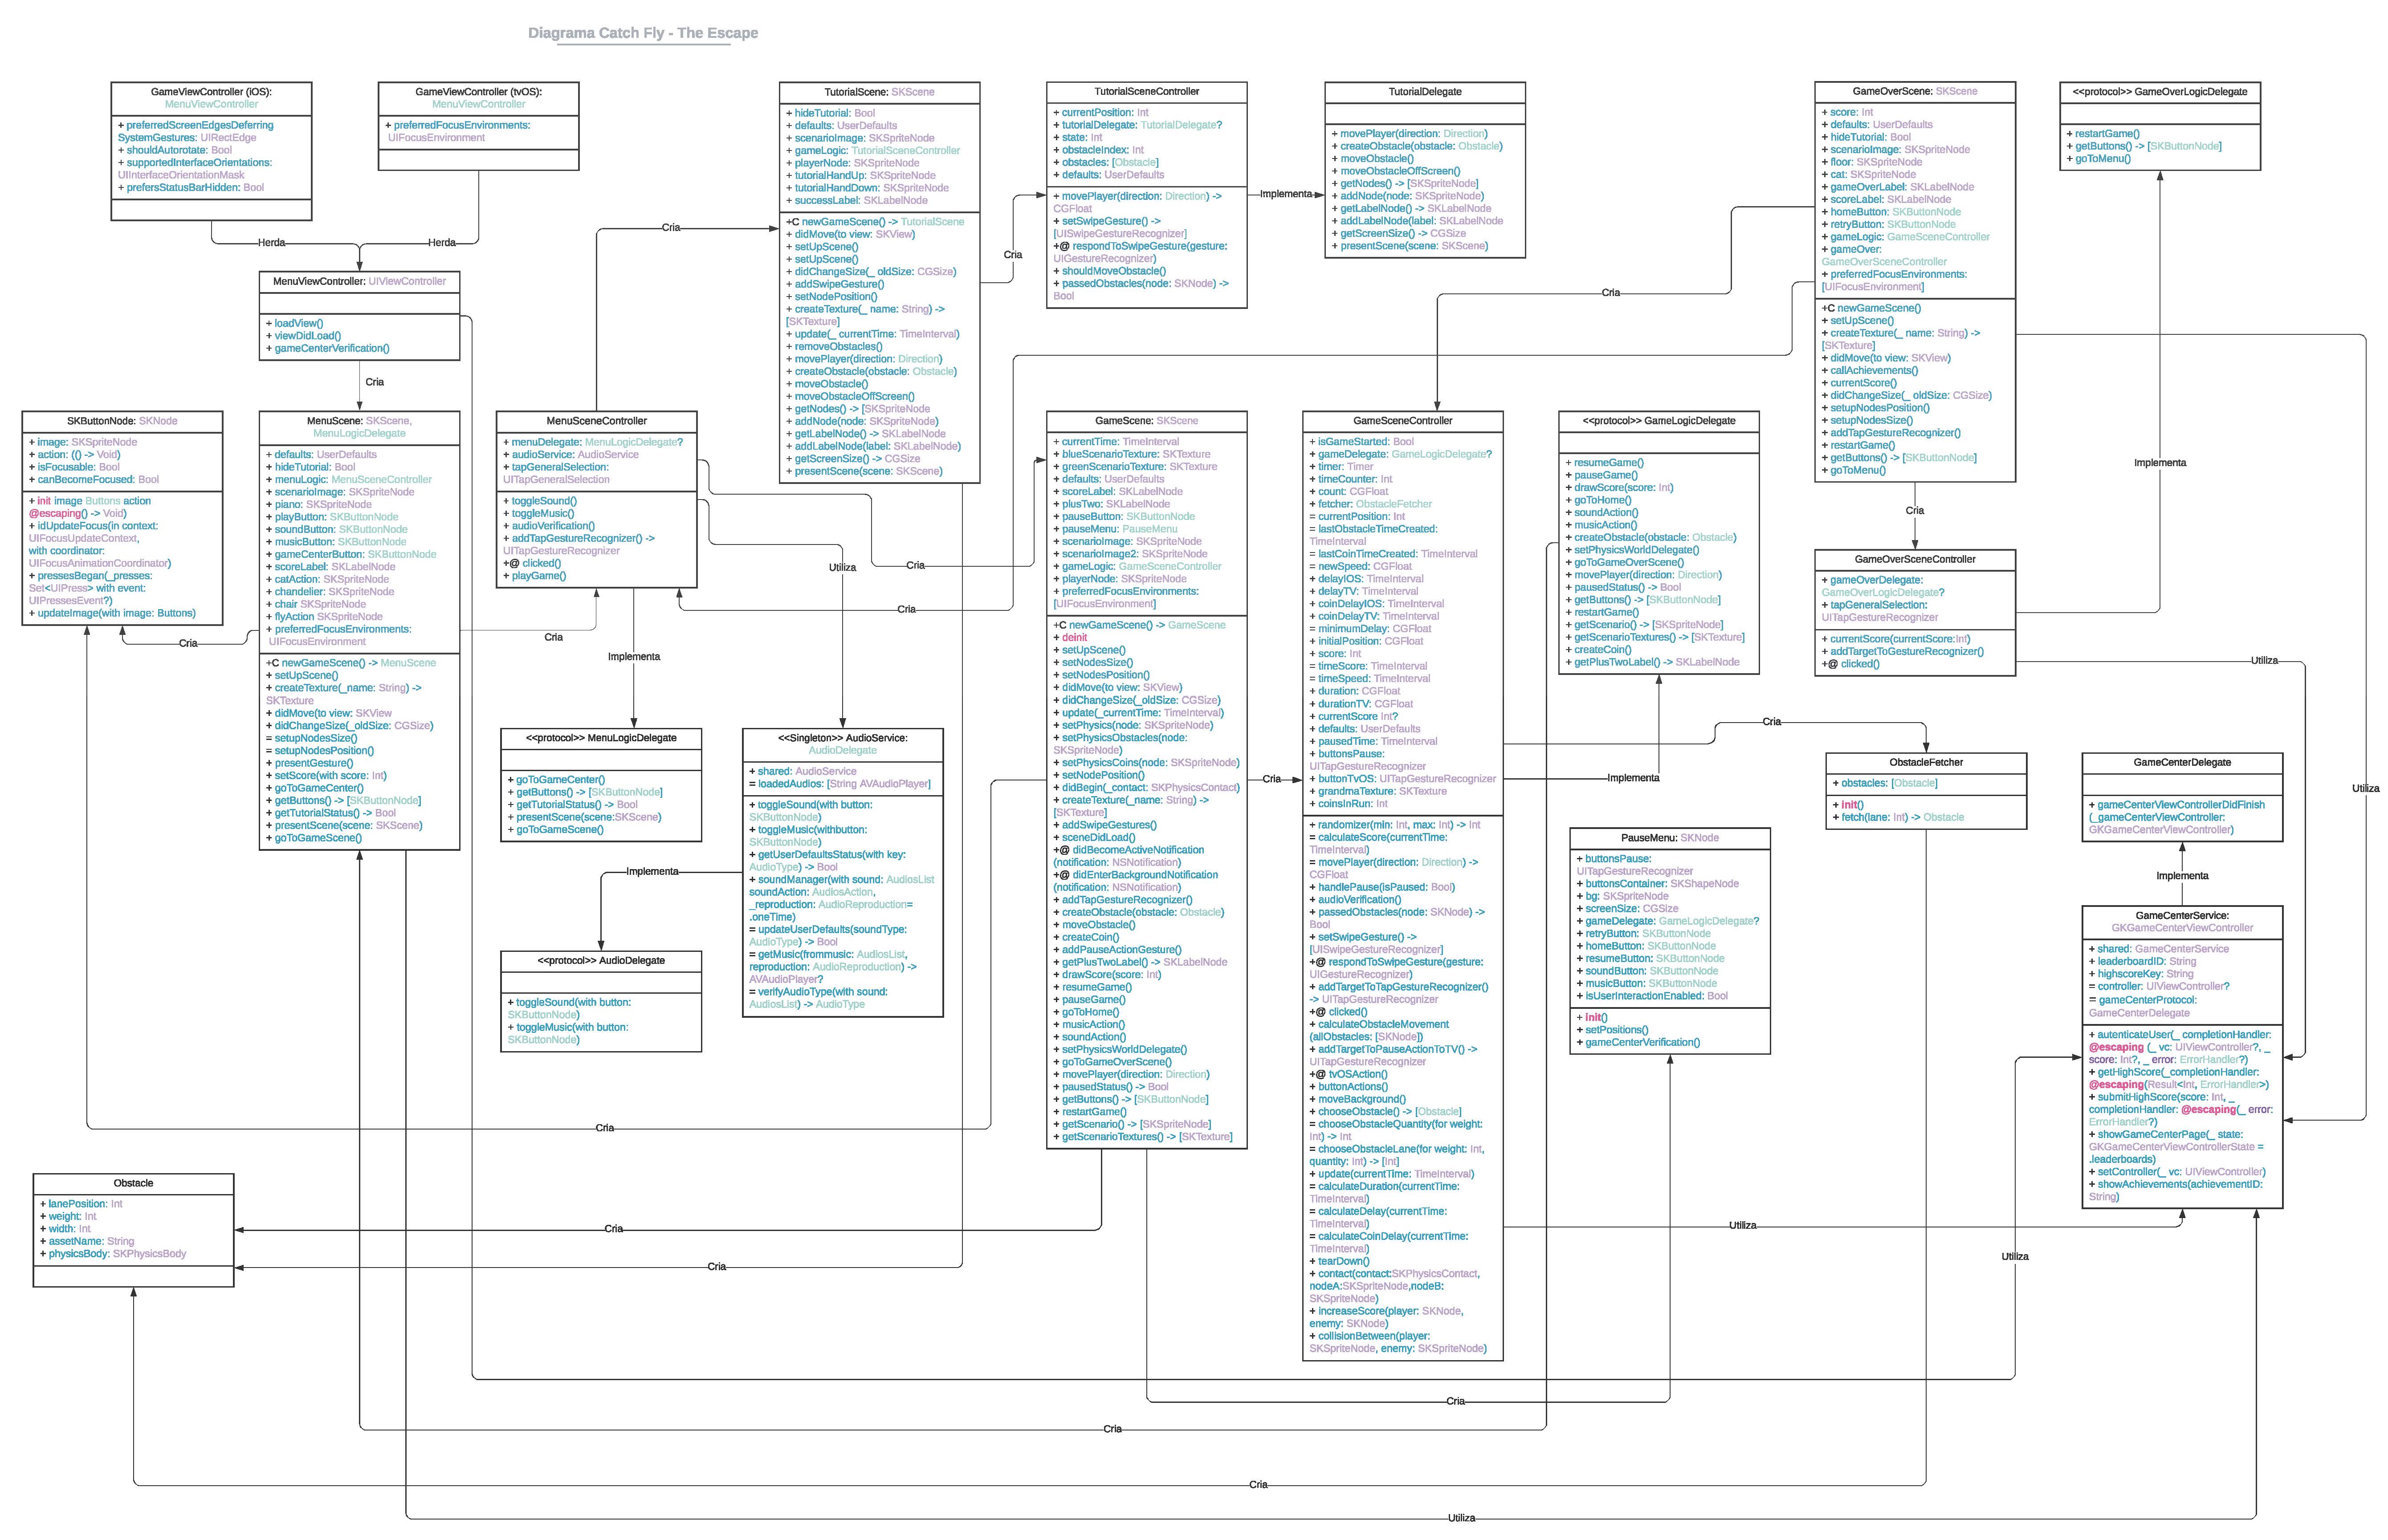 Diagrama Catch Fly - The Escape
GameViewController (iOS):
MenuViewController
+ preferredScreenEdgesDeferring
SystemGestures: UIRectEdge
+ shouldAutorotate: Bool
+ supportedInterfaceOrientations:
UIInterfaceOrientationMask
+ prefersStatusBarHidden: Bool
GameViewController (tvOS):
MenuViewController
+ preferredFocusEnvironments:
UIFocusEnvironment
Herda
Herda
MenuViewController: UIViewController
+ loadView()
+ viewDidLoad()
+ gameCenterVerification()
Cria
SKButtonNode: SKNode
+ image: SKSpriteNode
+ action: (() -> Void)
+ isFocusable: Bool
+ canBecomeFocused: Bool
+ init image Buttons action
@escaping() -> Void)
+ idUpdateFocus(in context:
UIFocusUpdateContext,
with coordinator:
UIFocusAnimationCoordinator)
+ pressesBegan(_presses:
Set<UIPress> with event:
UIPressesEvent?)
+ updateImage(with image: Buttons)
Cria
MenuScene: SKScene,
MenuLogicDelegate
+ defaults: UserDefaults
+ hideTutorial: Bool
+ menuLogic: MenuSceneController
+ scenarioImage: SKSpriteNode
+ piano: SKSpriteNode
+ playButton: SKButtonNode
+ soundButton: SKButtonNode
+ musicButton: SKButtonNode
+ gameCenterButton: SKButtonNode
+ scoreLabel: SKLabelNode
+ catAction: SKSpriteNode
+ chandelier: SKSpriteNode
+ chair SKSpriteNode
+ flyAction SKSpriteNode
+ preferredFocusEnvironments:
UIFocusEnvironment
+C newGameScene() -> MenuScene
+ setUpScene()
+ createTexture(_name: String) ->
SKTexture
+ didMove(to view: SKView
+ didChangeSize(_oldSize: CGSize)
= setupNodesSize()
= setupNodesPosition()
+ presentGesture()
+ setScore(with score: Int)
+ goToGameCenter()
+ getButtons() -> [SKButtonNode]
+ getTutorialStatus() -> Bool
+ presentScene(scene: SKScene)
+ goToGameScene()
Cria
MenuSceneController
+ menuDelegate: MenuLogicDelegate?
+ audioService: AudioService
+ tapGeneralSelection:
UITapGeneralSelection
+ toggleSound()
+ toggleMusic()
+ audioVerification()
+ addTapGestureRecognizer() ->
UITapGestureRecognizer
+@ clicked()
+ playGame()
Cria
Implementa
Utiliza
Cria
Cria
<<protocol>> MenuLogicDelegate
+ goToGameCenter()
+ getButtons() -> [SKButtonNode]
+ getTutorialStatus() -> Bool
+ presentScene(scene:SKScene)
+ goToGameScene()
<<Singleton>> AudioService:
AudioDelegate
+ shared: AudioService
= loadedAudios: [String AVAudioPlayer]
+ toggleSound(with button:
SKButtonNode)
+ toggleMusic(withbutton:
SKButtonNode)
+ getUserDefaultsStatus(with key:
AudioType) -> Bool
+ soundManager(with sound: AudiosList
soundAction: AudiosAction,
_reproduction: AudioReproduction=
.oneTime)
= updateUserDefaults(soundType:
AudioType) -> Bool
= getMusic(frommusic: AudiosList,
reproduction: AudioReproduction) ->
AVAudioPlayer?
= verifyAudioType(with sound:
AudiosList) -> AudioType
Implementa
<<protocol>> AudioDelegate
+ toggleSound(with button:
SKButtonNode)
+ toggleMusic(with button:
SKButtonNode)
TutorialScene: SKScene
+ hideTutorial: Bool
+ defaults: UserDefaults
+ scenarioImage: SKSpriteNode
+ gameLogic: TutorialSceneController
+ playerNode: SKSpriteNode
+ tutorialHandUp: SKSpriteNode
+ tutorialHandDown: SKSpriteNode
+ successLabel: SKLabelNode
+C newGameScene() -> TutorialScene
+ didMove(to view: SKView)
+ setUpScene()
+ setUpScene()
+ didChangeSize(_ oldSize: CGSize)
+ addSwipeGesture()
+ setNodePosition()
+ createTexture(_ name: String) ->
[SKTexture]
+ update(_ currentTime: TimeInterval)
+ removeObstacles()
+ movePlayer(direction: Direction)
+ createObstacle(obstacle: Obstacle)
+ moveObstacle()
+ moveObstacleOffScreen()
+ getNodes() -> [SKSpriteNode
+ addNode(node: SKSpriteNode)
+ getLabelNode() -> SKLabelNode
+ addLabelNode(label: SKLabelNode)
+ getScreenSize() -> CGSize
+ presentScene(scene: SKScene)
Cria
TutorialSceneController
+ currentPosition: Int
+ tutorialDelegate: TutorialDelegate?
+ state: Int
+ obstacleIndex: Int
+ obstacles: [Obstacle]
+ defaults: UserDefaults
+ movePlayer(direction: Direction) ->
CGFloat
+ setSwipeGesture() ->
[UISwipeGestureRecognizer]
+@ respondToSwipeGesture(gesture:
UIGestureRecognizer)
+ shouldMoveObstacle()
+ passedObstacles(node: SKNode) ->
Bool
Implementa
TutorialDelegate
+ movePlayer(direction: Direction)
+ createObstacle(obstacle: Obstacle)
+ moveObstacle()
+ moveObstacleOffScreen()
+ getNodes() -> [SKSpriteNode]
+ addNode(node: SKSpriteNode)
+ getLabelNode() -> SKLabelNode
+ addLabelNode(label: SKLabelNode
+ getScreenSize() -> CGSize
+ presentScene(scene: SKScene)
Cria
GameScene: SKScene
+ currentTime: TimeInterval
+ blueScenarioTexture: SKTexture
+ greenScenarioTexture: SKTexture
+ defaults: UserDefaults
+ scoreLabel: SKLabelNode
+ plusTwo: SKLabelNode
+ pauseButton: SKButtonNode
+ pauseMenu: PauseMenu
+ scenarioImage: SKSpriteNode
+ scenarioImage2: SKSpriteNode
+ gameLogic: GameSceneController
+ playerNode: SKSpriteNode
+ preferredFocusEnvironments:
[UIFocusEnvironment]
+C newGameScene() -> GameScene
+ deinit
+ setUpScene()
+ setNodesSize()
+ setNodesPosition()
+ didMove(to view: SKView)
+ didChangeSize(_oldSize: CGSize)
+ update(_currentTime: TimeInterval)
+ setPhysics(node: SKSpriteNode)
+ setPhysicsObstacles(node:
SKSpriteNode)
+ setPhysicsCoins(node: SKSpriteNode)
+ setNodePosition()
+ didBegin(_contact: SKPhysicsContact)
+ createTexture(_name: String) ->
[SKTexture]
+ addSwipeGestures()
+ sceneDidLoad()
+@ didBecomeActiveNotification
(notification: NSNotification)
+@ didEnterBackgroundNotification
(notification: NSNotification)
+ addTapGestureRecognizer()
+ createObstacle(obstacle: Obstacle)
+ moveObstacle()
+ createCoin()
+ addPauseActionGesture()
+ getPlusTwoLabel() -> SKLabelNode
+ drawScore(score: Int)
+ resumeGame()
+ pauseGame()
+ goToHome()
+ musicAction()
+ soundAction()
+ setPhysicsWorldDelegate()
+ goToGameOverScene()
+ movePlayer(direction: Direction)
+ pausedStatus() -> Bool
+ getButtons() -> [SKButtonNode]
+ restartGame()
+ getScenario() -> [SKSpriteNode]
+ getScenarioTextures() -> [SKTexture]
Cria
GameSceneController
+ isGameStarted: Bool
+ gameDelegate: GameLogicDelegate?
+ timer: Timer
+ timeCounter: Int
+ count: CGFloat
+ fetcher: ObstacleFetcher
= currentPosition: Int
= lastObstacleTimeCreated:
TimeInterval
= lastCoinTimeCreated: TimeInterval
= newSpeed: CGFloat
+ delayIOS: TimeInterval
+ delayTV: TimeInterval
+ coinDelayIOS: TimeInterval
+ coinDelayTV: TimeInterval
= minimumDelay: CGFloat
+ initialPosition: CGFloat
+ score: Int
= timeScore: TimeInterval
= timeSpeed: TimeInterval
+ duration: CGFloat
+ durationTV: CGFloat
+ currentScore Int?
+ defaults: UserDefaults
+ pausedTime: TimeInterval
+ buttonsPause:
UITapGestureRecognizer
+ buttonTvOS: UITapGestureRecognizer
+ grandmaTexture: SKTexture
+ coinsInRun: Int
+ randomizer(min: Int, max: Int) -> Int
= calculateScore(currentTime:
TimeInterval)
= movePlayer(direction: Direction) ->
CGFloat
+ handlePause(isPaused: Bool)
+ audioVerification()
+ passedObstacles(node: SKNode) ->
Bool
+ setSwipeGesture() ->
[UISwipeGestureRecognizer]
+@ respondToSwipeGesture(gesture:
UIGestureRecognizer)
+ addTargetToTapGestureRecognizer()
-> UITapGestureRecognizer
+@ clicked()
+ calculateObstacleMovement
(allObstacles: [SKNode])
+ addTargetToPauseActionToTV() ->
UITapGestureRecognizer
+@ tvOSAction()
+ buttonActions()
+ moveBackground()
+ chooseObstacle() -> [Obstacle]
= chooseObstacleQuantity(for weight:
Int) -> Int
= chooseObstacleLane(for weight: Int,
quantity: Int) -> [Int]
+ update(currentTime: TimeInterval)
= calculateDuration(currentTime:
TimeInterval)
= calculateDelay(currentTime:
TimeInterval)
= calculateCoinDelay(currentTime:
TimeInterval)
+ tearDown()
+ contact(contact:SKPhysicsContact,
nodeA:SKSpriteNode,nodeB:
SKSpriteNode)
+ increaseScore(player: SKNode,
enemy: SKNode)
+ collisionBetween(player:
SKSpriteNode, enemy: SKSpriteNode)
<<protocol>> GameLogicDelegate
+ resumeGame()
+ pauseGame()
+ drawScore(score: Int)
+ goToHome()
+ soundAction()
+ musicAction()
+ createObstacle(obstacle: Obstacle)
+ setPhysicsWorldDelegate()
+ goToGameOverScene()
+ movePlayer(direction: Direction)
+ pausedStatus() -> Bool
+ getButtons() -> [SKButtonNode]
+ restartGame()
+ getScenario() -> [SKSpriteNode]
+ getScenarioTextures() -> [SKTexture]
+ createCoin()
+ getPlusTwoLabel() -> SKLabelNode
Implementa
Cria
PauseMenu: SKNode
+ buttonsPause:
UITapGestureRecognizer
+ buttonsContainer: SKShapeNode
+ bg: SKSpriteNode
+ screenSize: CGSize
+ gameDelegate: GameLogicDelegate?
+ retryButton: SKButtonNode
+ homeButton: SKButtonNode
+ resumeButton: SKButtonNode
+ soundButton: SKButtonNode
+ musicButton: SKButtonNode
+ isUserInteractionEnabled: Bool
+ init()
+ setPositions()
+ gameCenterVerification()
GameOverScene: SKScene
+ score: Int
+ defaults: UserDefaults
+ hideTutorial: Bool
+ scenarioImage: SKSpriteNode
+ floor: SKSpriteNode
+ cat: SKSpriteNode
+ gameOverLabel: SKLabelNode
+ scoreLabel: SKLabelNode
+ homeButton: SKButtonNode
+ retryButton: SKButtonNode
+ gameLogic: GameSceneController
+ gameOver:
GameOverSceneController
+ preferredFocusEnvironments:
[UIFocusEnvironment]
+C newGameScene()
+ setUpScene()
+ createTexture(_ name: String) ->
[SKTexture]
+ didMove(to view: SKView)
+ callAchievements()
+ currentScore()
+ didChangeSize(_ oldSize: CGSize)
+ setupNodesPosition()
+ setupNodesSize()
+ addTapGestureRecognizer()
+ restartGame()
+ getButtons() -> [SKButtonNode]
+ goToMenu()
Cria
<<protocol>> GameOverLogicDelegate
+ restartGame()
+ getButtons() -> [SKButtonNode]
+ goToMenu()
Implementa
Utiliza
GameOverSceneController
+ gameOverDelegate:
GameOverLogicDelegate?
+ tapGeneralSelection:
UITapGestureRecognizer
+ currentScore(currentScore:Int)
+ addTargetToGestureRecognizer()
+@ clicked()
Utiliza
ObstacleFetcher
+ obstacles: [Obstacle]
+ init()
+ fetch(lane: Int) -> Obstacle
GameCenterDelegate
+ gameCenterViewControllerDidFinish
(_gameCenterViewController:
GKGameCenterViewController)
Implementa
GameCenterService:
GKGameCenterViewController
+ shared: GameCenterService
+ leaderboardID: String
+ highscoreKey: String
= controller: UIViewController?
= gameCenterProtocol:
GameCenterDelegate
+ autenticateUser(_ completionHandler:
@escaping (_ vc: UIViewController?, _
score: Int?, _ error: ErrorHandler?)
+ getHighScore(_completionHandler:
@escaping(Result<Int, ErrorHandler>)
+ submitHighScore(score: Int, _
completionHandler: @escaping(_ error:
ErrorHandler?)
+ showGameCenterPage(_ state:
GKGameCenterViewControllerState =
.leaderboards)
+ setController(_ vc: UIViewController)
+ showAchievements(achievementID:
String)
Cria
Obstacle
+ lanePosition: Int
+ weight: Int
+ width: Int
+ assetName: String
+ physicsBody: SKPhysicsBody
Cria
Cria
Utiliza
Utiliza
Cria
Cria
Cria
Utiliza